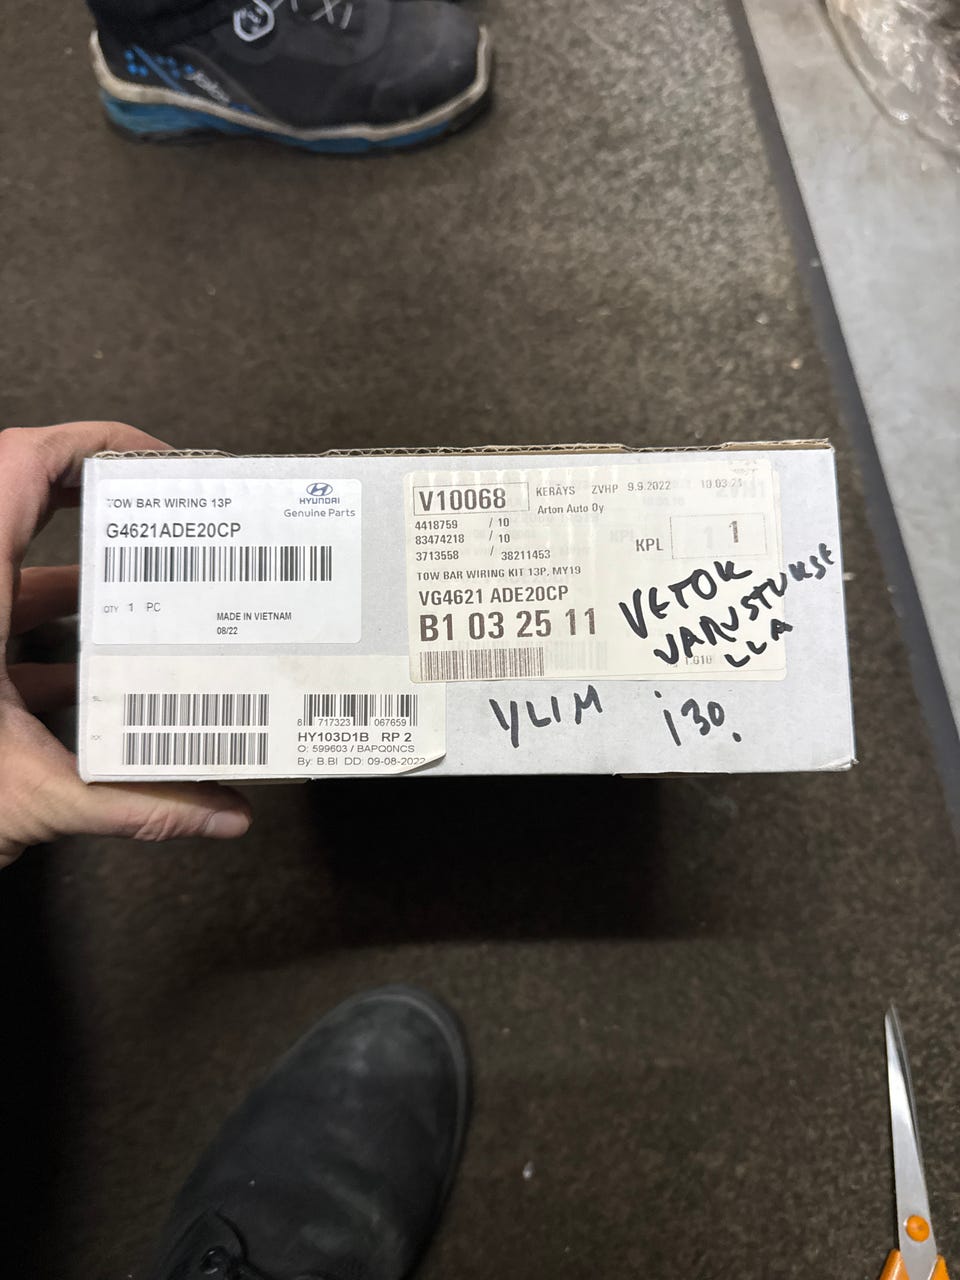 TOW BAR WIRING 13P
HYUNDAI
Genuine Parts
G4621ADE20CP
QTY 1 PC
MADE IN VIETNAM
08/22
8 717323 067659
HY103D1B RP 2
O: 599603 / BAPQ0NCS
By: B.BI DD: 09-08-2022
V10068 KERÄYS ZVHP 9.9.2022
Arton Auto Oy
4418759 / 10
83474218 / 10
3713558 / 38211453
KPL 1
TOW BAR WIRING KIT 13P, MY19
VG4621 ADE20CP
B1 03 25 11
VETOK
VARUSTUKSE
LLA
YLIM i30.